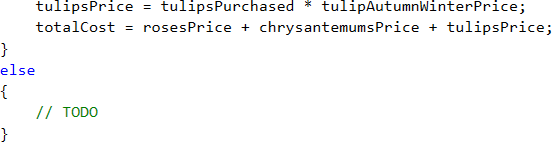 tulipsPrice = tulipsPurchased * tulipAutumnWinterPrice;
totalCost = rosesPrice + chrysantemumsPrice + tulipsPrice;
}
else
{
// TODO
}